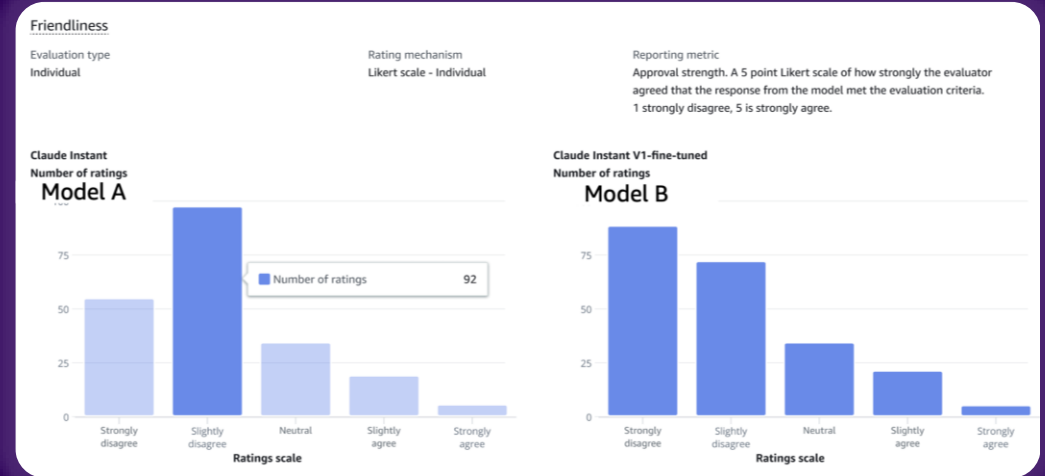 Friendliness
Evaluation type
Individual
Rating mechanism
Likert scale - Individual
Reporting metric
Approval strength. A 5 point Likert scale of how strongly the evaluator
agreed that the response from the model met the evaluation criteria.
1 strongly disagree, 5 is strongly agree.
Claude Instant
Number of ratings
Model A
75
50
25
0
Number of ratings 92
Strongly disagree
Slightly disagree
Neutral
Slightly agree
Strongly agree
Ratings scale
Claude Instant V1-fine-tuned
Number of ratings
Model B
75
50
25
0
Strongly disagree
Slightly disagree
Neutral
Slightly agree
Strongly agree
Ratings scale